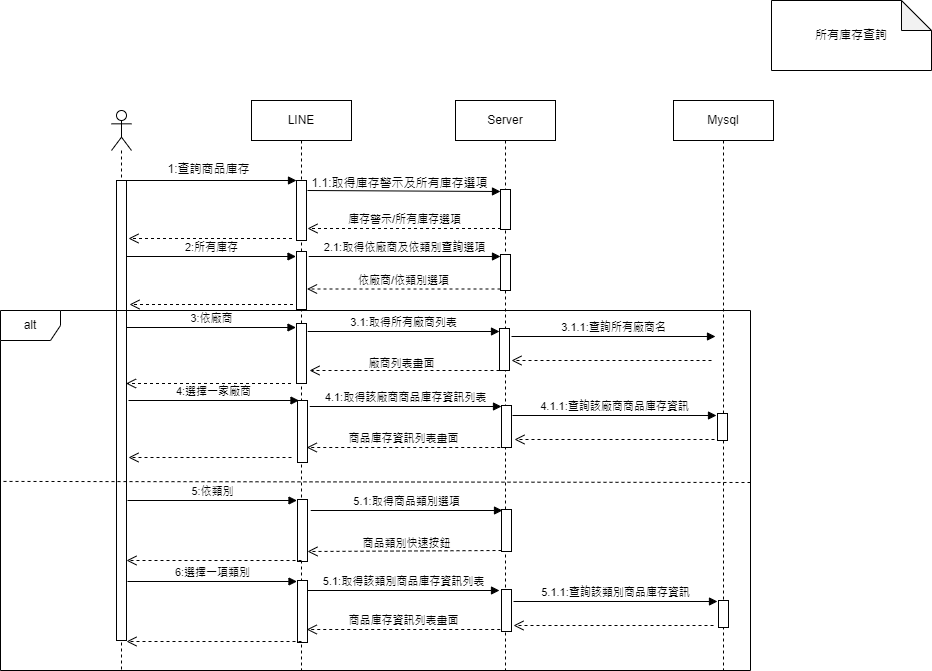 所有庫存查詢
LINE
Server
Mysql
1:查詢商品庫存
1.1:取得庫存警示及所有庫存選項
庫存警示/所有庫存選項
2:所有庫存
2.1:取得依廠商及依類別查詢選項
依廠商/依類別選項
alt
3:依廠商
3.1:取得所有廠商列表
3.1.1:查詢所有廠商名
廠商列表畫面
4:選擇一家廠商
4.1:取得該廠商商品庫存資訊列表
4.1.1:查詢該廠商商品庫存資訊
商品庫存資訊列表畫面
5:依類別
5.1:取得商品類別選項
商品類別快速按鈕
6:選擇一項類別
5.1:取得該類別商品庫存資訊列表
5.1.1:查詢該類別商品庫存資訊
商品庫存資訊列表畫面